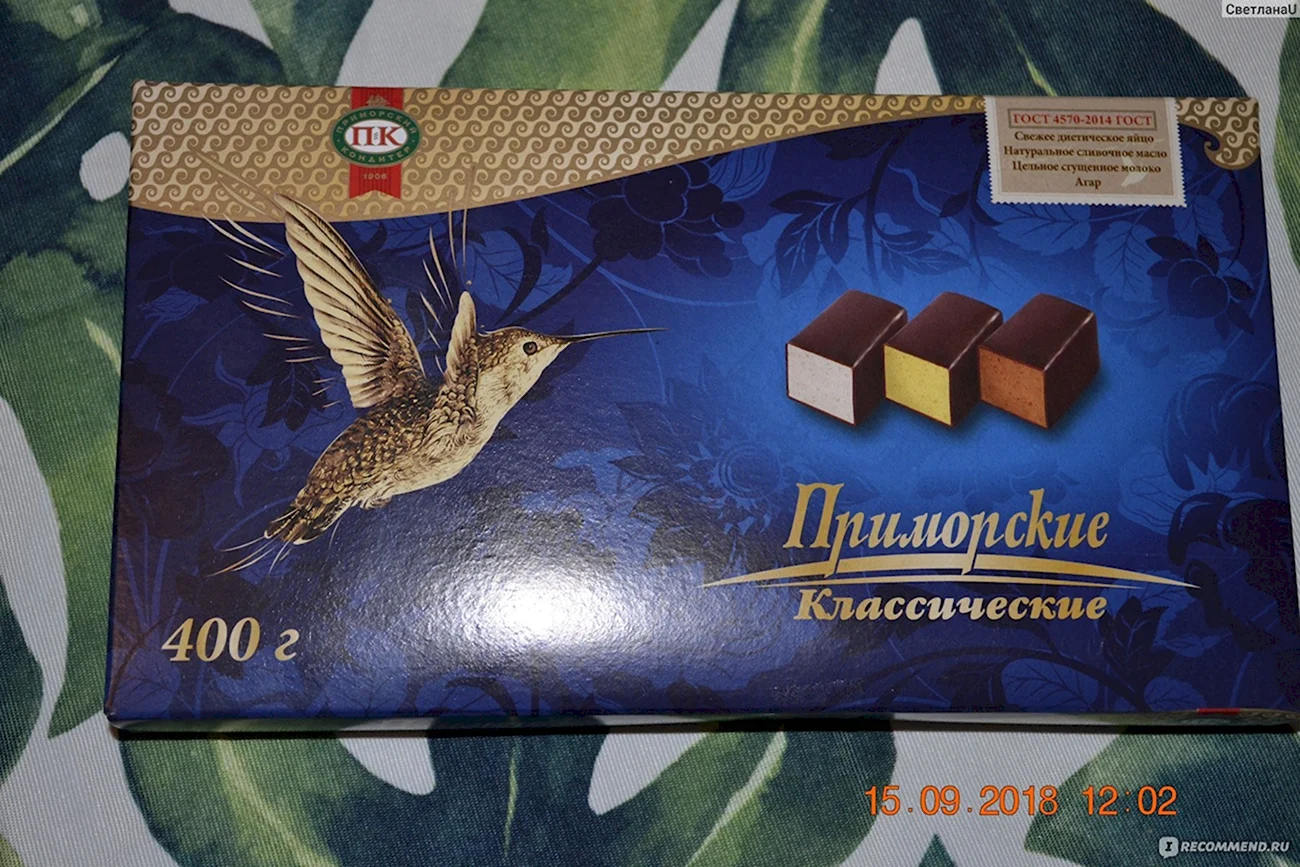 СветланаU
ПРИМОРСКИЙ
ПК
КОНДИТЕР
1906
ГОСТ 4570-2014 ГОСТ
Свежее диетическое яйцо
Натуральное сливочное масло
Цельное сгущенное молоко
Агар
Приморские
Классические
400 г
15.09.2018 12:02
IRECOMMEND.RU